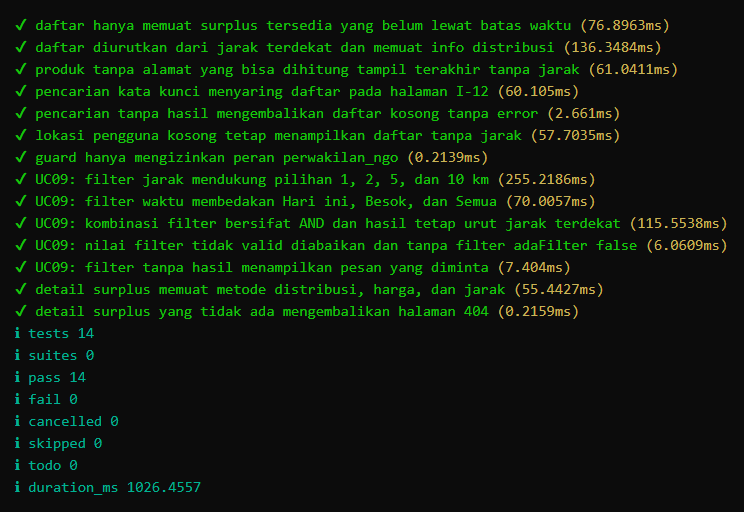 ✔ daftar hanya memuat surplus tersedia yang belum lewat batas waktu (76.8963ms)
✔ daftar diurutkan dari jarak terdekat dan memuat info distribusi (136.3484ms)
✔ produk tanpa alamat yang bisa dihitung tampil terakhir tanpa jarak (61.0411ms)
✔ pencarian kata kunci menyaring daftar pada halaman I-12 (60.105ms)
✔ pencarian tanpa hasil mengembalikan daftar kosong tanpa error (2.661ms)
✔ lokasi pengguna kosong tetap menampilkan daftar tanpa jarak (57.7035ms)
✔ guard hanya mengizinkan peran perwakilan_ngo (0.2139ms)
✔ UC09: filter jarak mendukung pilihan 1, 2, 5, dan 10 km (255.2186ms)
✔ UC09: filter waktu membedakan Hari ini, Besok, dan Semua (70.0057ms)
✔ UC09: kombinasi filter bersifat AND dan hasil tetap urut jarak terdekat (115.5538ms)
✔ UC09: nilai filter tidak valid diabaikan dan tanpa filter adaFilter false (6.0609ms)
✔ UC09: filter tanpa hasil menampilkan pesan yang diminta (7.404ms)
✔ detail surplus memuat metode distribusi, harga, dan jarak (55.4427ms)
✔ detail surplus yang tidak ada mengembalikan halaman 404 (0.2159ms)
ℹ tests 14
ℹ suites 0
ℹ pass 14
ℹ fail 0
ℹ cancelled 0
ℹ skipped 0
ℹ todo 0
ℹ duration_ms 1026.4557